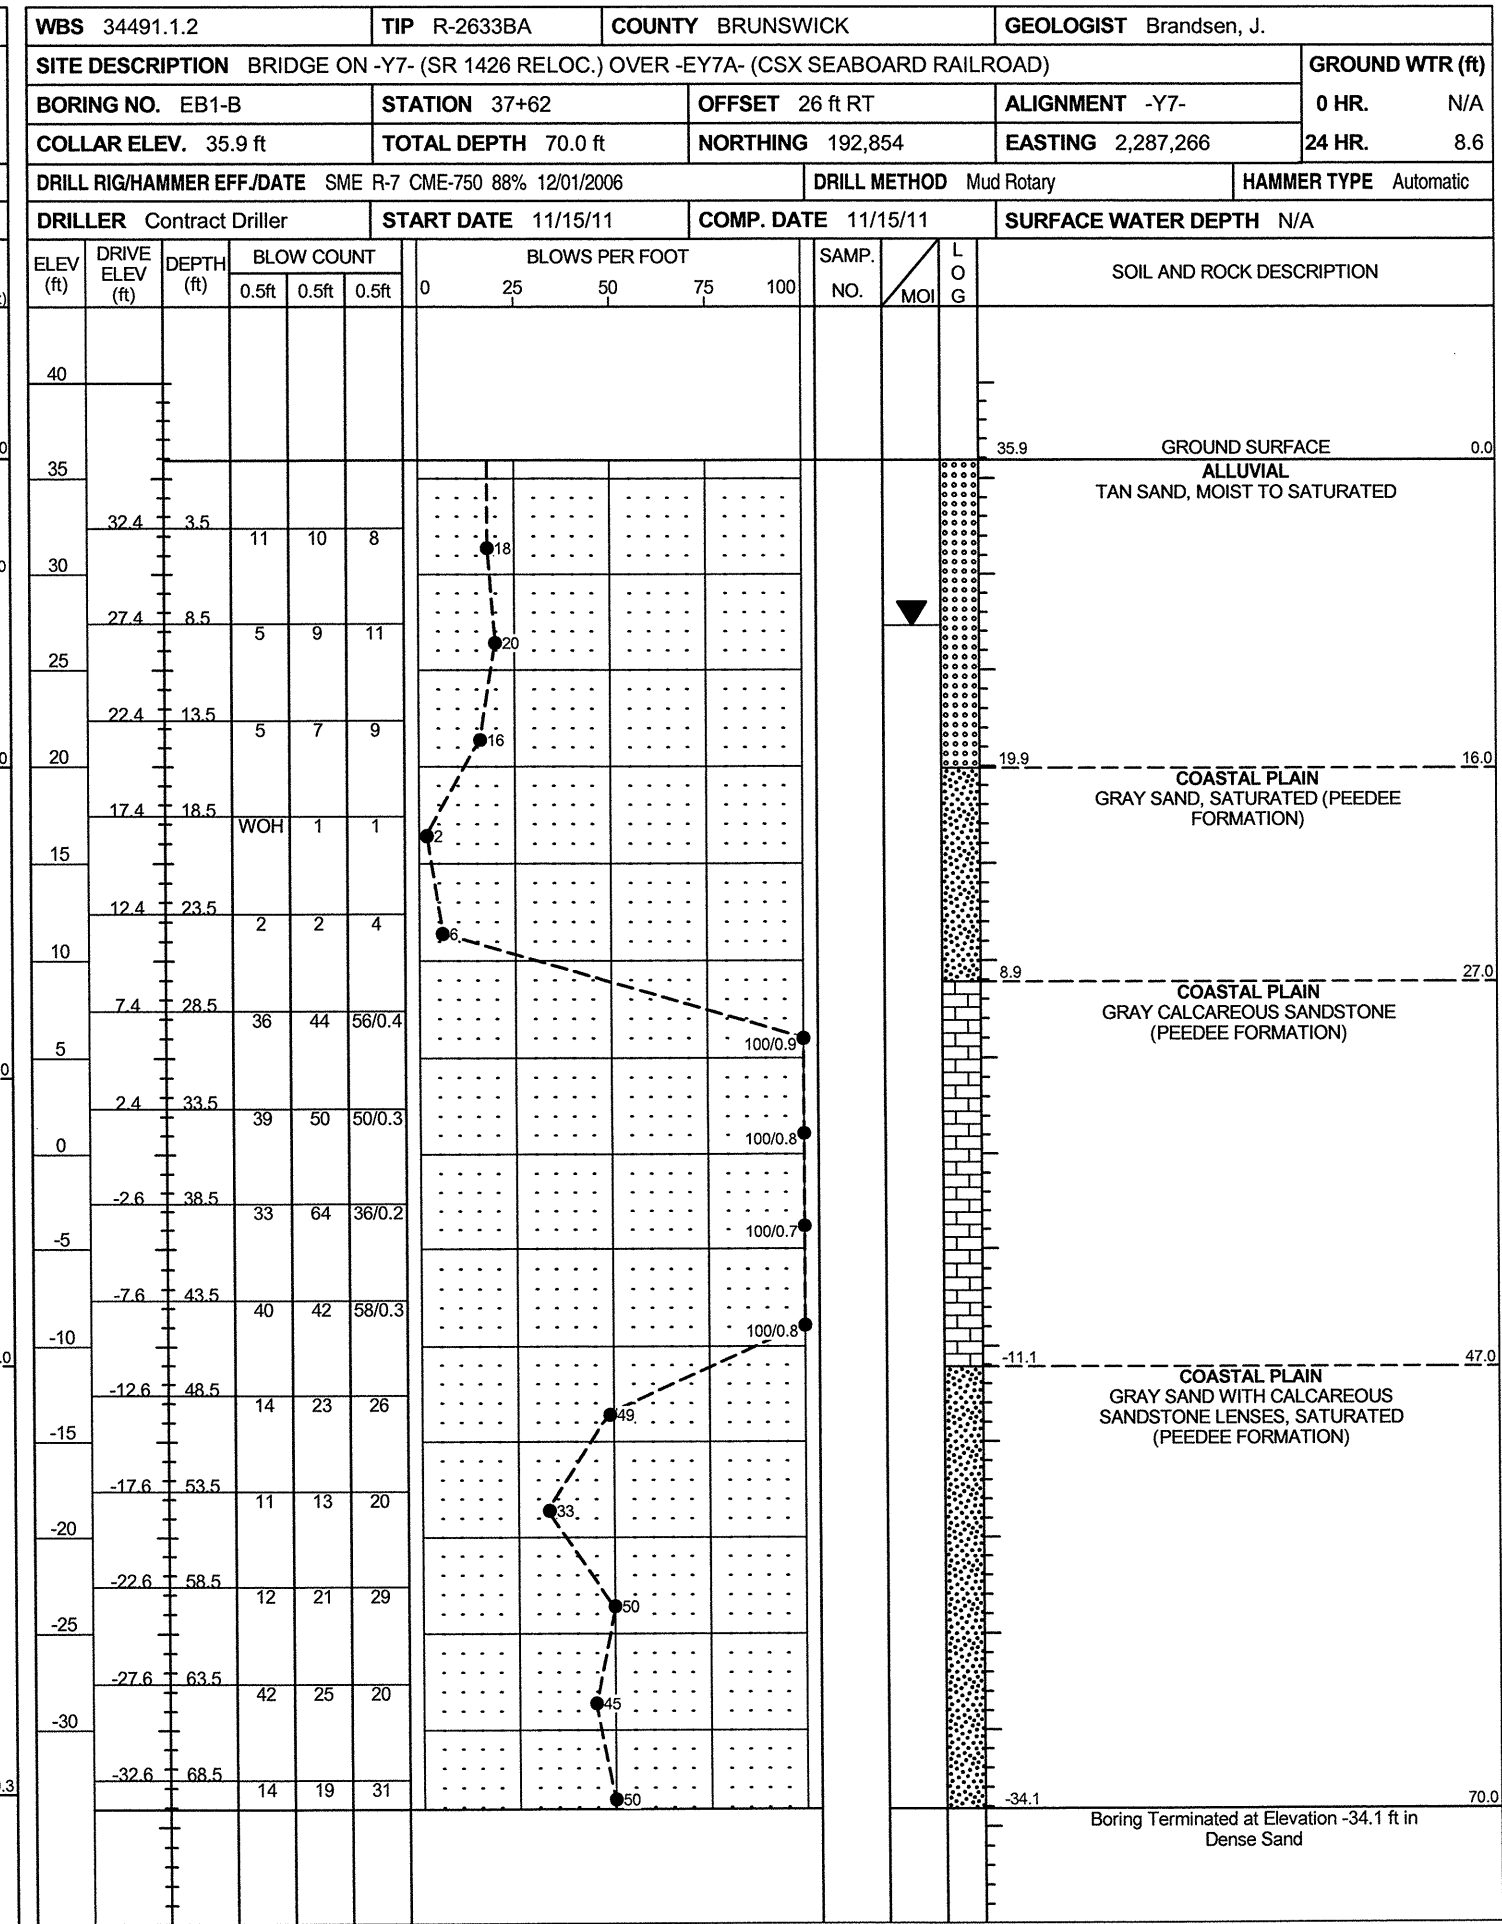 WBS 34491.1.2 TIP R-2633BA COUNTY BRUNSWICK GEOLOGIST Brandsen, J.
SITE DESCRIPTION BRIDGE ON -Y7- (SR 1426 RELOC.) OVER -EY7A- (CSX SEABOARD RAILROAD) GROUND WTR (ft)
BORING NO. EB1-B STATION 37+62 OFFSET 26 ft RT ALIGNMENT -Y7- 0 HR. N/A
COLLAR ELEV. 35.9 ft TOTAL DEPTH 70.0 ft NORTHING 192,854 EASTING 2,287,266 24 HR. 8.6
DRILL RIG/HAMMER EFF./DATE SME R-7 CME-750 88% 12/01/2006 DRILL METHOD Mud Rotary HAMMER TYPE Automatic
DRILLER Contract Driller START DATE 11/15/11 COMP. DATE 11/15/11 SURFACE WATER DEPTH N/A
ELEV (ft) DRIVE ELEV (ft) DEPTH (ft) BLOW COUNT BLOWS PER FOOT SAMP. NO. MOI LOG SOIL AND ROCK DESCRIPTION
0.5ft 0.5ft 0.5ft 0 25 50 75 100
40
35.9 GROUND SURFACE 0.0
35
ALLUVIAL
TAN SAND, MOIST TO SATURATED
32.4 3.5 11 10 8 18
30
27.4 8.5 5 9 11 20
25
22.4 13.5 5 7 9 16
20
19.9 16.0
COASTAL PLAIN
GRAY SAND, SATURATED (PEEDEE
FORMATION)
17.4 18.5 WOH 1 1 2
15
12.4 23.5 2 2 4 6
10
8.9 27.0
COASTAL PLAIN
GRAY CALCAREOUS SANDSTONE
(PEEDEE FORMATION)
7.4 28.5 36 44 56/0.4 100/0.9
5
2.4 33.5 39 50 50/0.3 100/0.8
0
-2.6 38.5 33 64 36/0.2 100/0.7
-5
-7.6 43.5 40 42 58/0.3 100/0.8
-10
-11.1 47.0
COASTAL PLAIN
GRAY SAND WITH CALCAREOUS
SANDSTONE LENSES, SATURATED
(PEEDEE FORMATION)
-12.6 48.5 14 23 26 49
-15
-17.6 53.5 11 13 20 33
-20
-22.6 58.5 12 21 29 50
-25
-27.6 63.5 42 25 20 45
-30
-32.6 68.5 14 19 31 50
-34.1 70.0
Boring Terminated at Elevation -34.1 ft in
Dense Sand